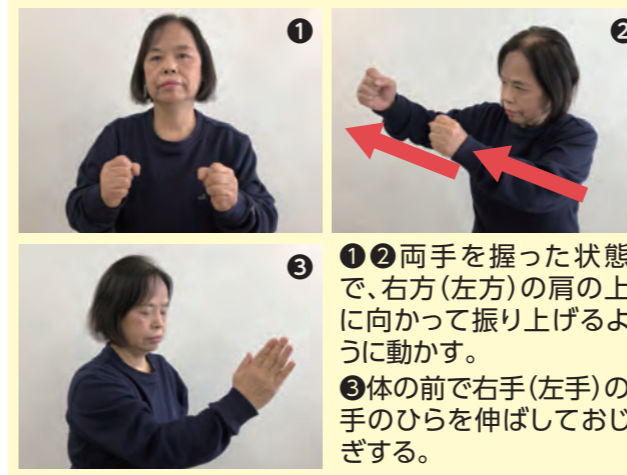 ❶
❷
❸
❶❷両手を握った状態
で、右方(左方)の肩の上
に向かって振り上げるよ
うに動かす。
❸体の前で右手(左手)の
手のひらを伸ばしておじ
ぎする。